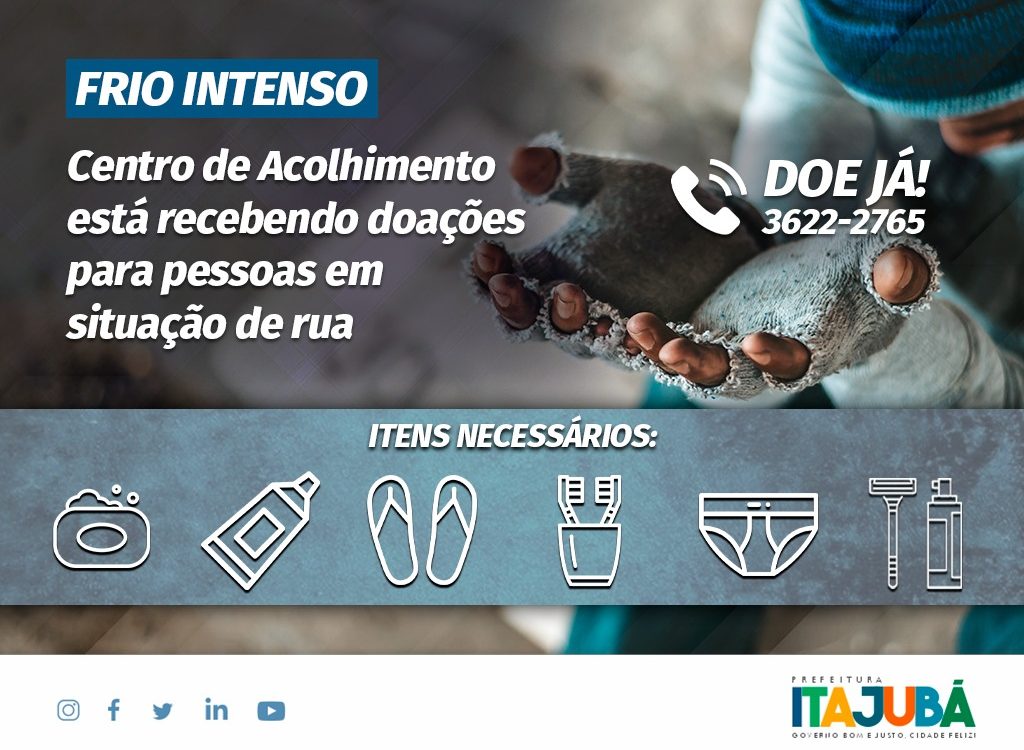 FRIO INTENSO
Centro de Acolhimento
está recebendo doações
para pessoas em
situação de rua
DOE JÁ!
3622-2765
ITENS NECESSÁRIOS:
PREFEITURA
ITAJUBÁ
GOVERNO BOM E JUSTO, CIDADE FELIZ!